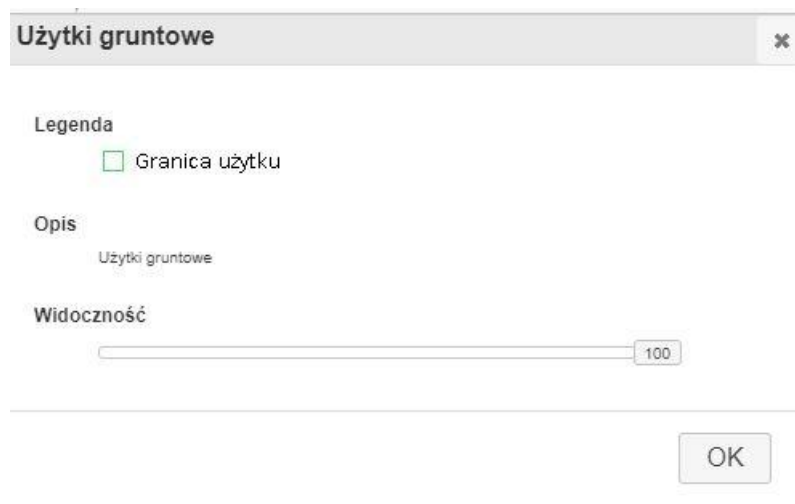 Użytki gruntowe
Legenda
Granica użytku
Opis
Użytki gruntowe
Widoczność
100
OK